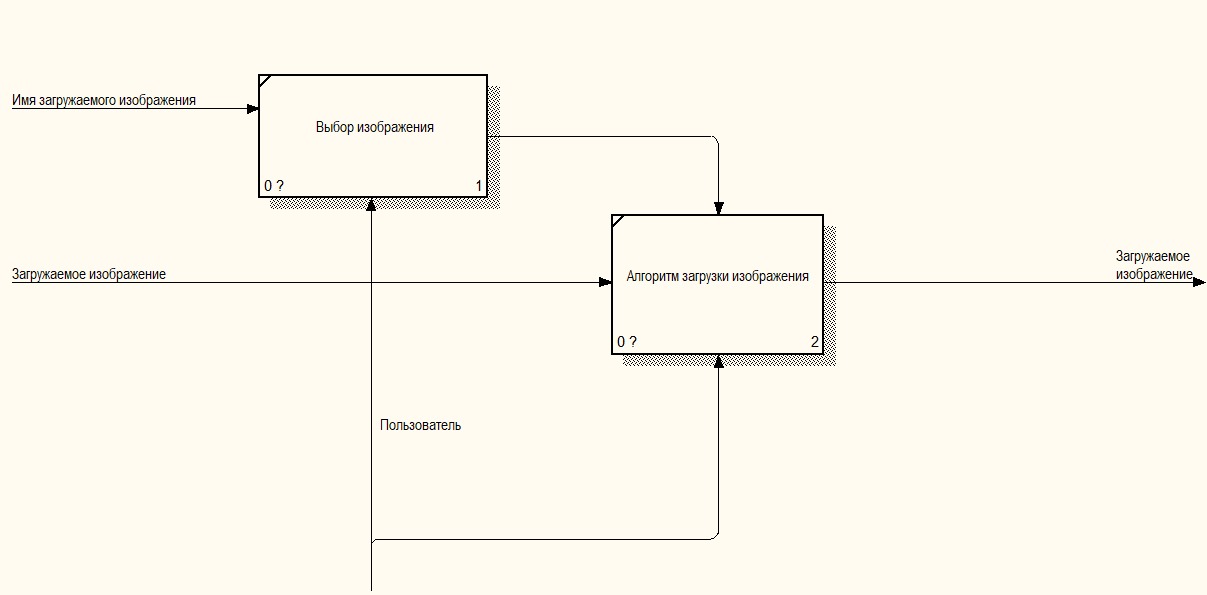 Имя загружаемого изображения
Выбор изображения
0 ?
1
Загружаемое изображение
Алгоритм загрузки изображения
0 ?
2
Загружаемое
изображение
Пользователь